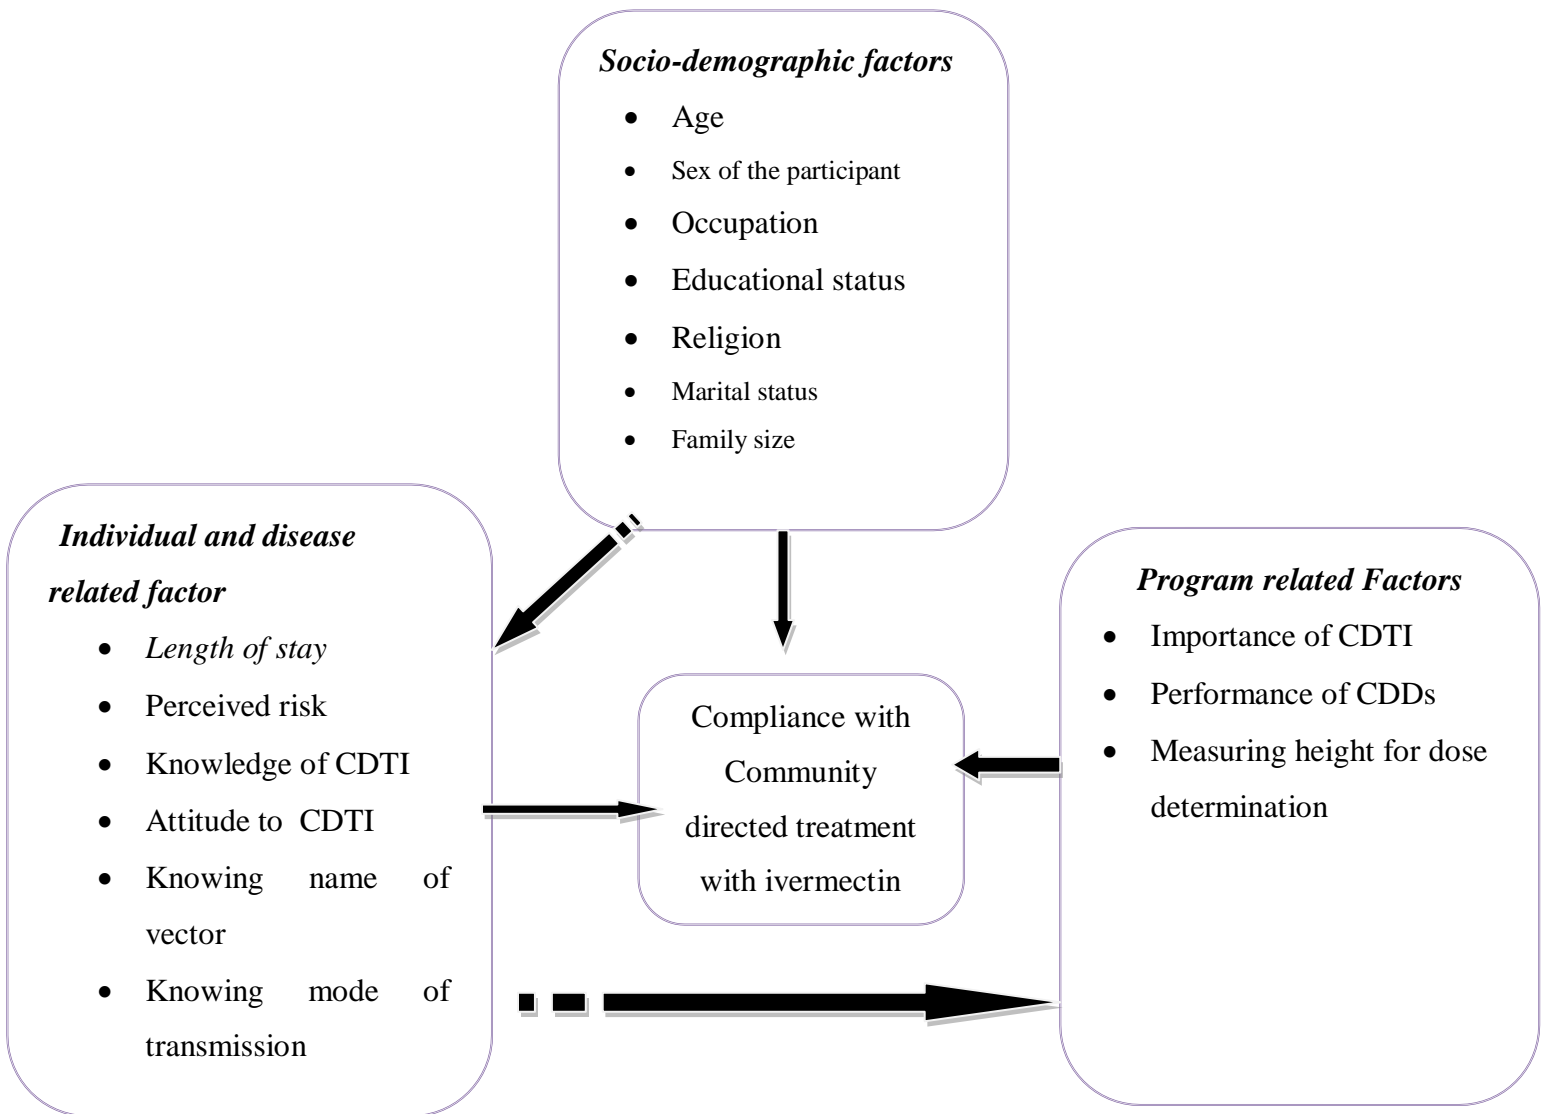 Socio-demographic factors
• Age
• Sex of the participant
• Occupation
• Educational status
• Religion
• Marital status
• Family size
Individual and disease
related factor
• Length of stay
• Perceived risk
• Knowledge of CDTI
• Attitude to CDTI
• Knowing name of
vector
• Knowing mode of
transmission
Compliance with
Community
directed treatment
with ivermectin
Program related Factors
• Importance of CDTI
• Performance of CDDs
• Measuring height for dose
determination